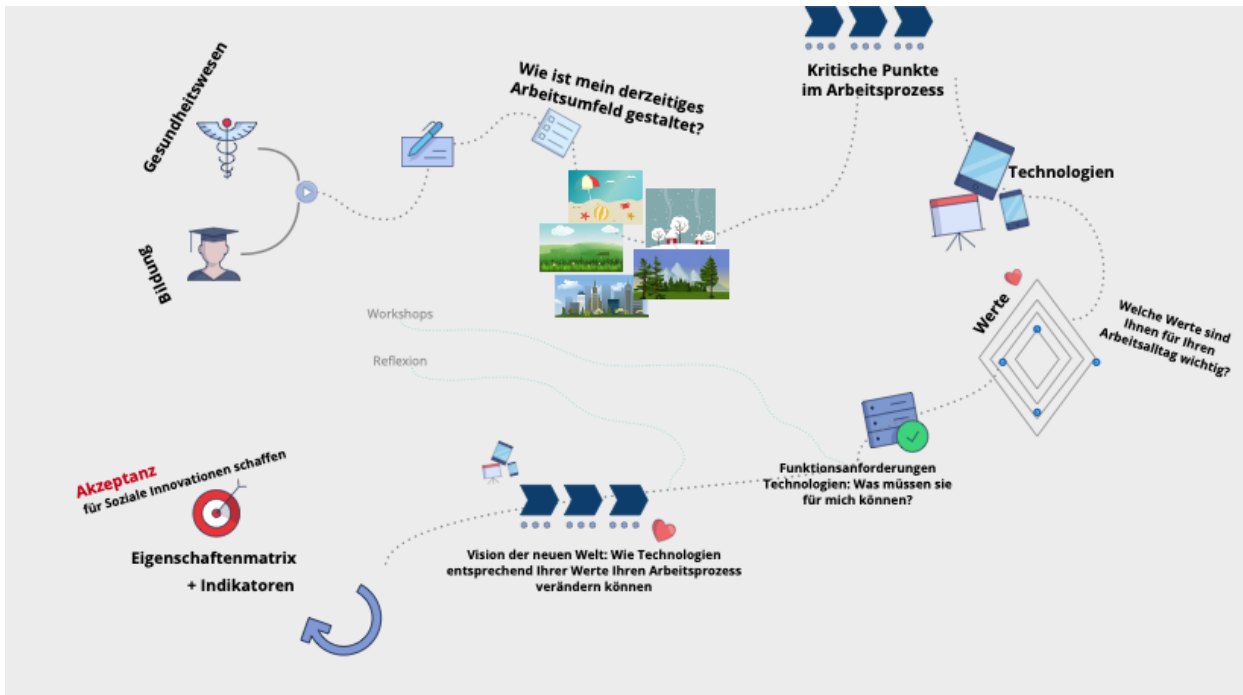 Gesundheitswesen
Bildung
Wie ist mein derzeitiges
Arbeitsumfeld gestaltet?
Kritische Punkte
im Arbeitsprozess
Technologien
Werte
Welche Werte sind
Ihnen für Ihren
Arbeitsalltag wichtig?
Workshops
Reflexion
Funktionsanforderungen
Technologien: Was müssen sie
für mich können?
Vision der neuen Welt: Wie Technologien
entsprechend Ihrer Werte Ihren Arbeitsprozess
verändern können
Akzeptanz
für Soziale Innovationen schaffen
Eigenschaftenmatrix
+ Indikatoren